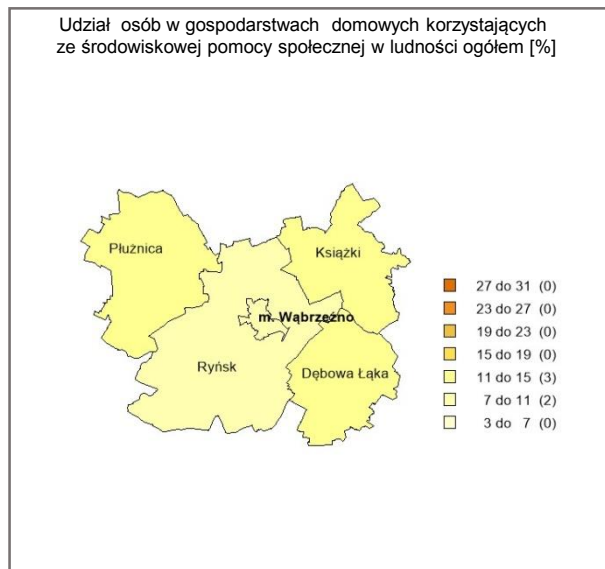 Udział osób w gospodarstwach domowych korzystających
ze środowiskowej pomocy społecznej w ludności ogółem [%]
Płużnica
Książki
m. Wąbrzeźno
Ryńsk
Dębowa Łąka
27 do 31 (0)
23 do 27 (0)
19 do 23 (0)
15 do 19 (0)
11 do 15 (3)
7 do 11 (2)
3 do 7 (0)